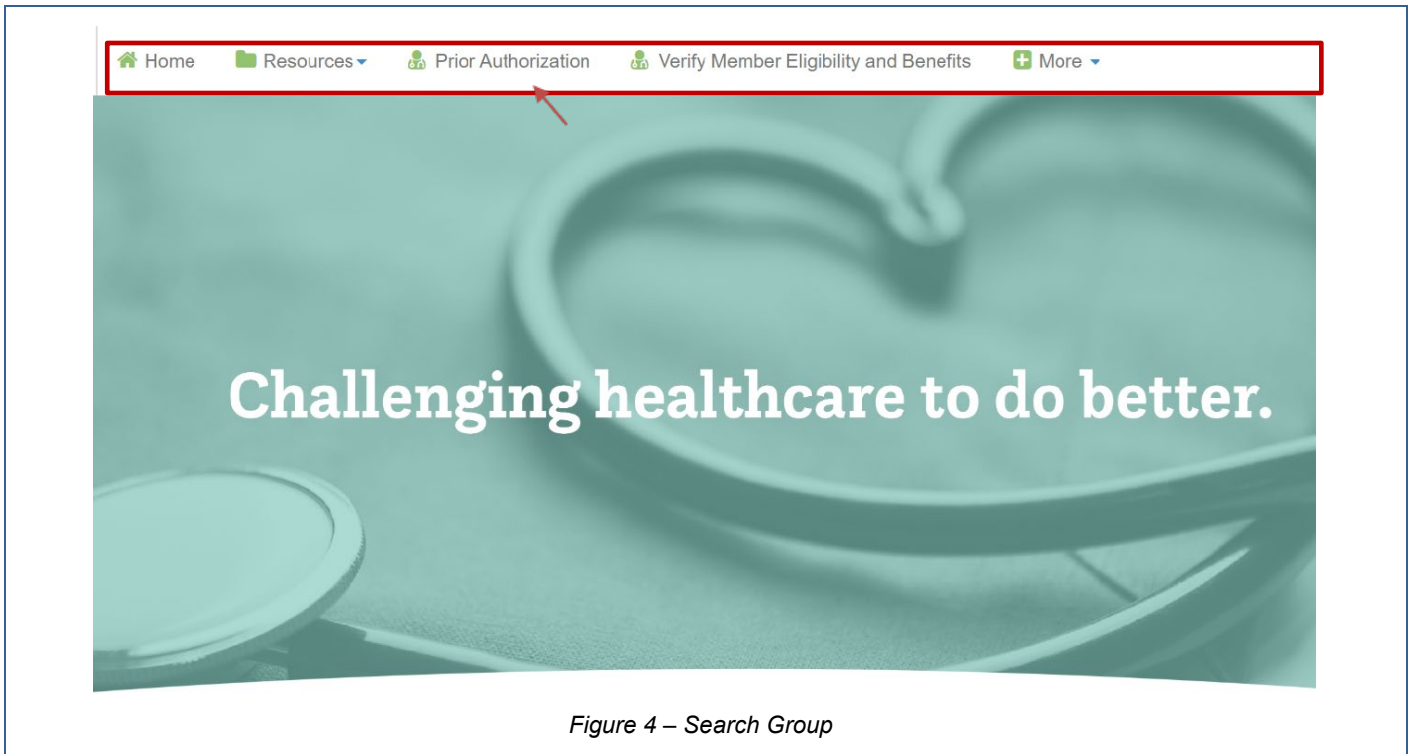 Home Resources Prior Authorization Verify Member Eligibility and Benefits More
Challenging healthcare to do better.
Figure 4 – Search Group